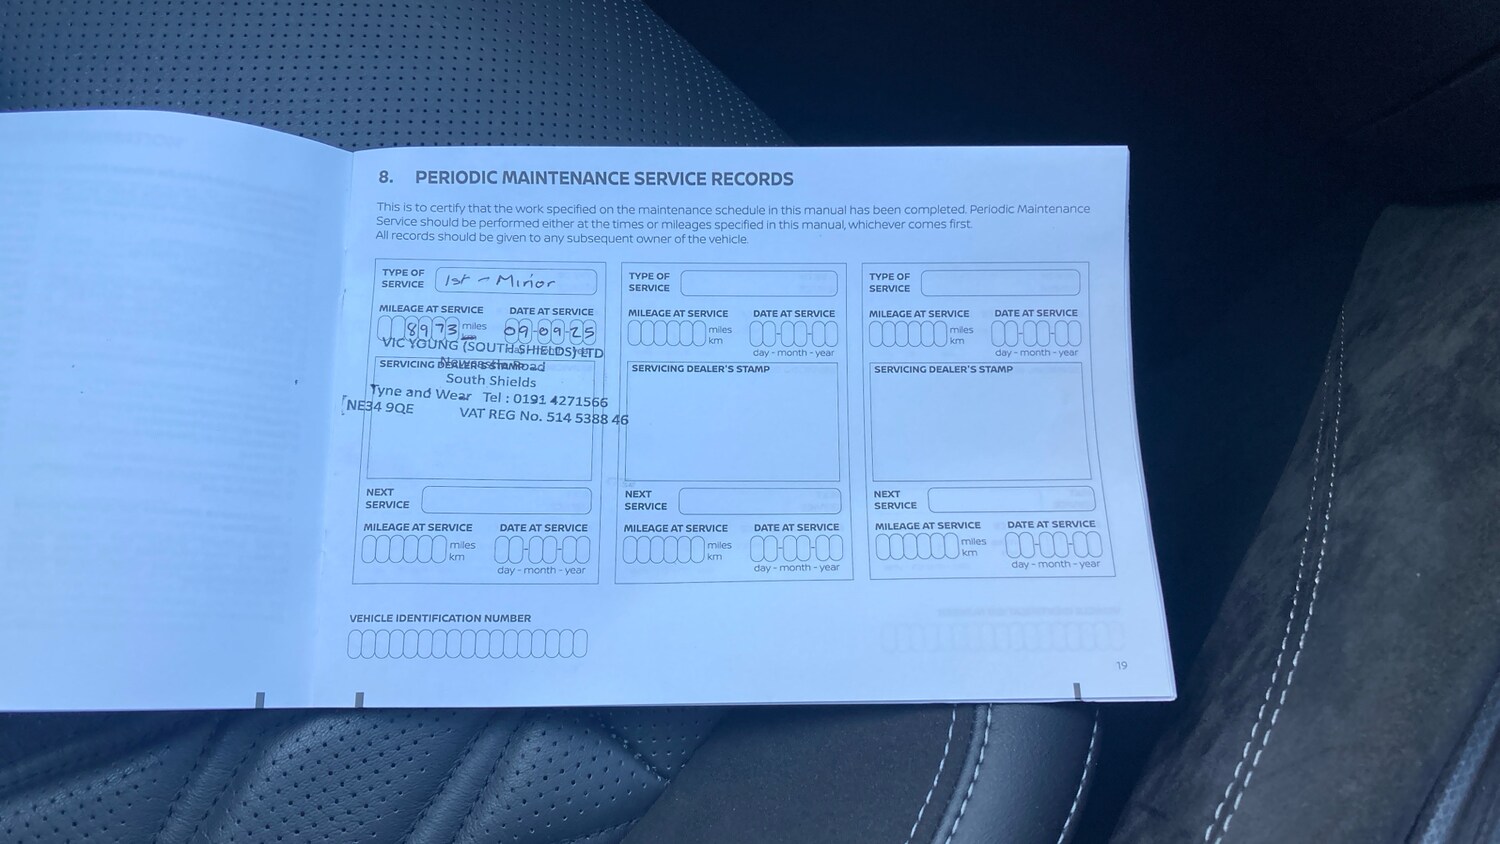 8. PERIODIC MAINTENANCE SERVICE RECORDS
This is to certify that the work specified on the maintenance schedule in this manual has been completed. Periodic Maintenance
Service should be performed either at the times or mileages specified in this manual, whichever comes first.
All records should be given to any subsequent owner of the vehicle.
TYPE OF
SERVICE
1st - Minor
MILEAGE AT SERVICE
DATE AT SERVICE
8973 miles
km
09-09-25
VIC YOUNG (SOUTH SHIELDS) LTD
Newcastle Road
SERVICING DEALER'S STAMP
South Shields
Tyne and Wear Tel : 0191 4271566
NE34 9QE VAT REG No. 514 5388 46
NEXT
SERVICE
MILEAGE AT SERVICE
DATE AT SERVICE
miles
km
day - month - year
TYPE OF
SERVICE
MILEAGE AT SERVICE
DATE AT SERVICE
miles
km
day - month - year
SERVICING DEALER'S STAMP
NEXT
SERVICE
MILEAGE AT SERVICE
DATE AT SERVICE
miles
km
day - month - year
TYPE OF
SERVICE
MILEAGE AT SERVICE
DATE AT SERVICE
miles
km
day - month - year
SERVICING DEALER'S STAMP
NEXT
SERVICE
MILEAGE AT SERVICE
DATE AT SERVICE
miles
km
day - month - year
VEHICLE IDENTIFICATION NUMBER
19